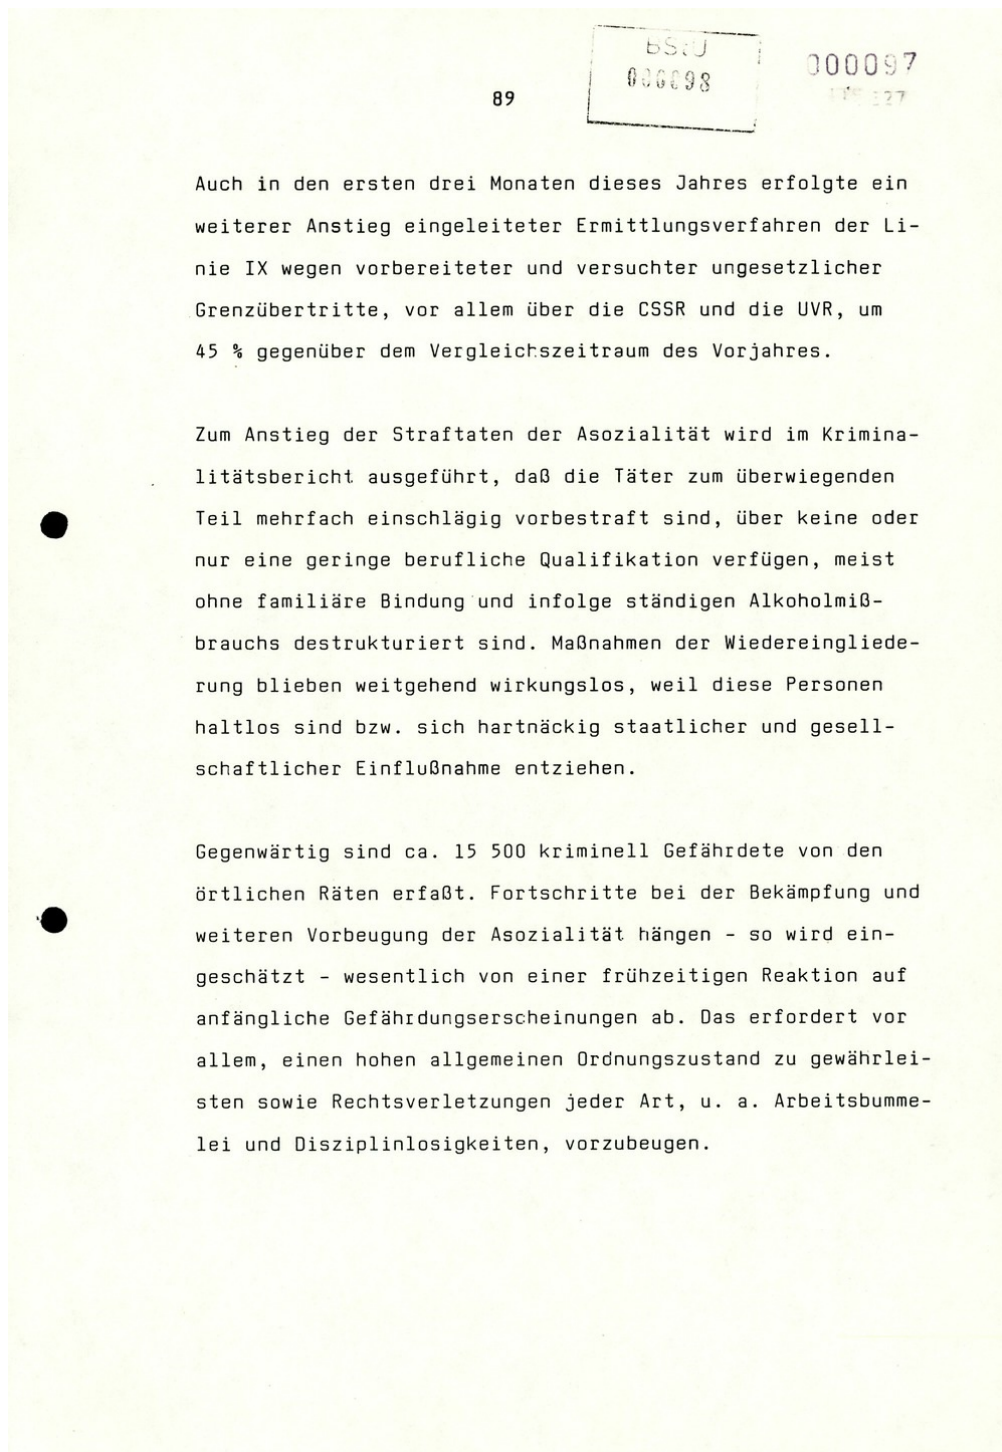 BStU
000098
000097
89
Auch in den ersten drei Monaten dieses Jahres erfolgte ein
weiterer Anstieg eingeleiteter Ermittlungsverfahren der Li-
nie IX wegen vorbereiteter und versuchter ungesetzlicher
Grenzübertritte, vor allem über die CSSR und die UVR, um
45 % gegenüber dem Vergleichszeitraum des Vorjahres.
Zum Anstieg der Straftaten der Asozialität wird im Krimina-
litätsbericht ausgeführt, daß die Täter zum überwiegenden
Teil mehrfach einschlägig vorbestraft sind, über keine oder
nur eine geringe berufliche Qualifikation verfügen, meist
ohne familiäre Bindung und infolge ständigen Alkoholmiß-
brauchs destrukturiert sind. Maßnahmen der Wiedereingliede-
rung blieben weitgehend wirkungslos, weil diese Personen
haltlos sind bzw. sich hartnäckig staatlicher und gesell-
schaftlicher Einflußnahme entziehen.
Gegenwärtig sind ca. 15 500 kriminell Gefährdete von den
örtlichen Räten erfaßt. Fortschritte bei der Bekämpfung und
weiteren Vorbeugung der Asozialität hängen - so wird ein-
geschätzt - wesentlich von einer frühzeitigen Reaktion auf
anfängliche Gefährdungserscheinungen ab. Das erfordert vor
allem, einen hohen allgemeinen Ordnungszustand zu gewährlei-
sten sowie Rechtsverletzungen jeder Art, u. a. Arbeitsbumme-
lei und Disziplinlosigkeiten, vorzubeugen.